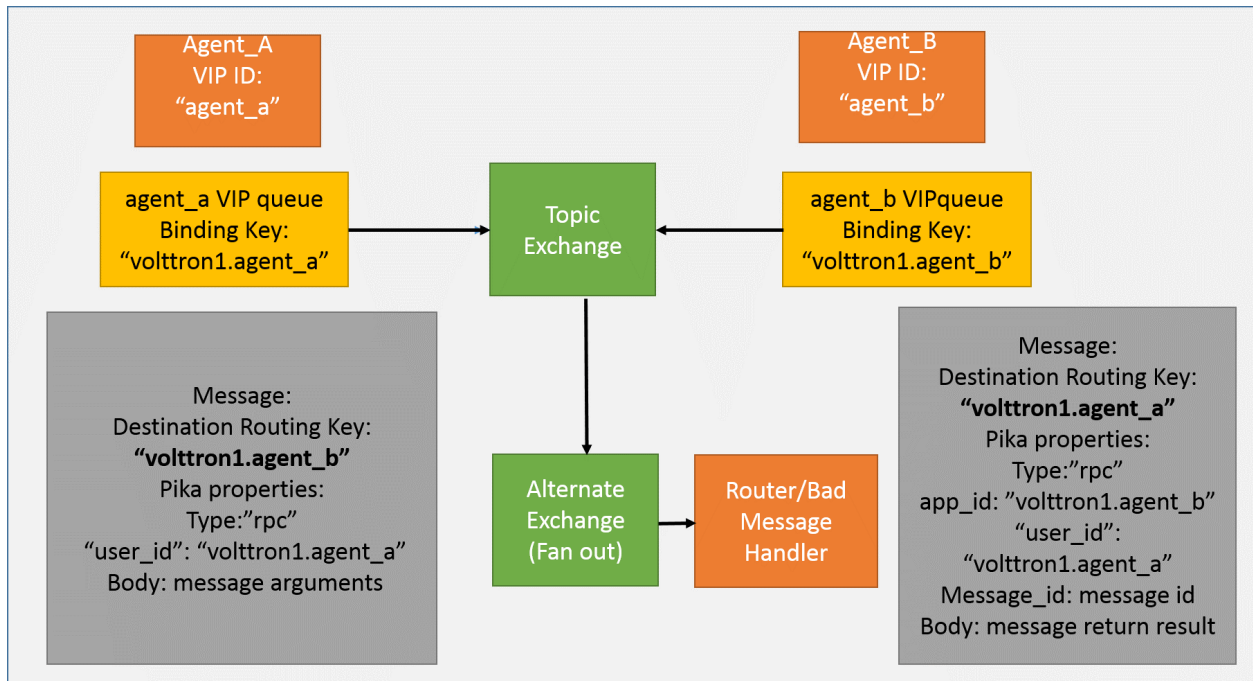 Agent_A
VIP ID:
“agent_a”
Agent_B
VIP ID:
“agent_b”
agent_a VIP queue
Binding Key:
“volttron1.agent_a”
Topic
Exchange
agent_b VIPqueue
Binding Key:
“volttron1.agent_b”
Message:
Destination Routing Key:
“volttron1.agent_b”
Pika properties:
Type:”rpc”
“user_id”: “volttron1.agent_a”
Body: message arguments
Alternate
Exchange
(Fan out)
Router/Bad
Message
Handler
Message:
Destination Routing Key:
“volttron1.agent_a”
Pika properties:
Type:”rpc”
app_id: ”volttron1.agent_b”
“user_id”:
“volttron1.agent_a”
Message_id: message id
Body: message return result